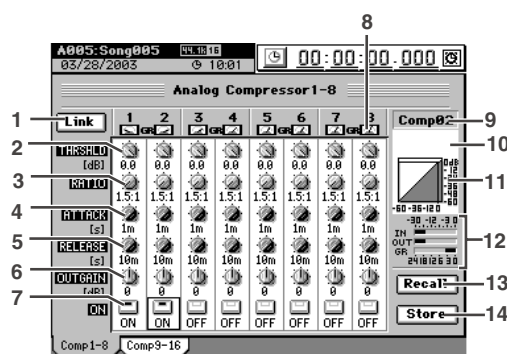 8
A005:Song005 44.1K 16 00:00:00.000
03/28/2003 10:01
Analog Compressor1-8
1 Link 1 2 3 4 5 6 7 8 Comp02 9
GR GR GR GR 10
2 THRSHLD
[dB] 0.0 0.0 0.0 0.0 0.0 0.0 0.0 0.0
0dB
-12
-24
-36
-48
-60
11
3 RATIO
1.5:1 1.5:1 1.5:1 1.5:1 1.5:1 1.5:1 1.5:1 1.5:1
-60 -36 -12 0
4 ATTACK
[s] 1m 1m 1m 1m 1m 1m 1m 1m
-30 -12 -3 0
IN
OUT
GR
24 18 12 6 3 0
12
5 RELEASE
[s] 10m 10m 10m 10m 10m 10m 10m 10m
6 OUTGAIN
[dB] 0 0 0 0 0 0 0 0
Recall 13
7 ON
ON ON OFF OFF OFF OFF OFF OFF
Store 14
Comp1-8 Comp9-16